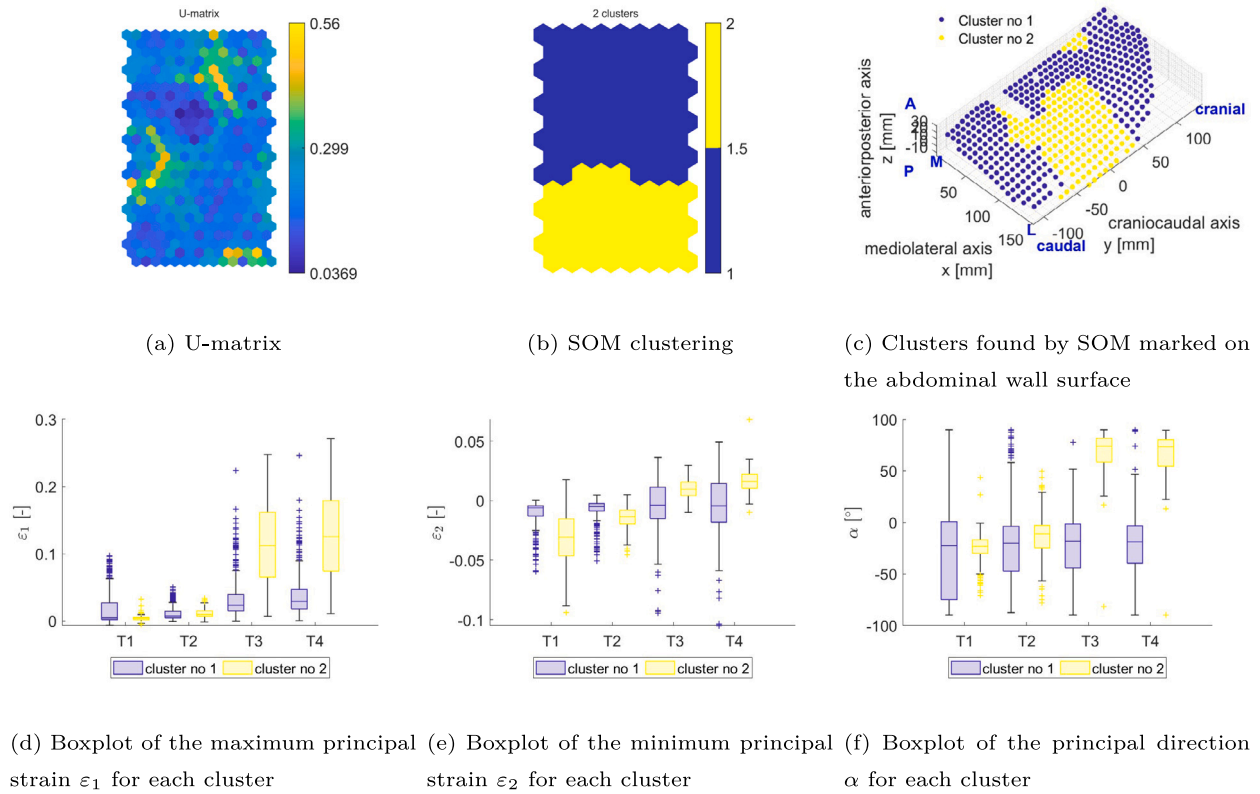 U-matrix
0.56
0.299
0.0369
(a) U-matrix
2 clusters
2
1.5
1
(b) SOM clustering
Cluster no 1
Cluster no 2
anteriorposterior axis
z [mm]
A
P
30
20
10
0
-10
M
L
cranial
caudal
50
100
150
mediolateral axis
x [mm]
-100
-50
0
50
100
craniocaudal axis
y [mm]
(c) Clusters found by SOM marked on
the abdominal wall surface
ε1 [-]
0.3
0.2
0.1
0
T1 T2 T3 T4
cluster no 1 cluster no 2
(d) Boxplot of the maximum principal
strain ε1 for each cluster
ε2 [-]
0.05
0
-0.05
-0.1
T1 T2 T3 T4
cluster no 1 cluster no 2
(e) Boxplot of the minimum principal
strain ε2 for each cluster
α [°]
100
50
0
-50
-100
T1 T2 T3 T4
cluster no 1 cluster no 2
(f) Boxplot of the principal direction
α for each cluster